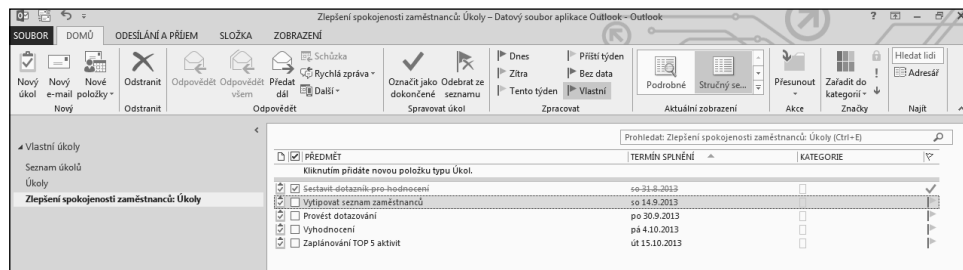 Zlepšení spokojenosti zaměstnanců: Úkoly – Datový soubor aplikace Outlook - Outlook
SOUBOR DOMŮ ODESÍLÁNÍ A PŘÍJEM SLOŽKA ZOBRAZENÍ
Nový úkol
Nový e-mail
Nové položky
Nový
Odstranit
Odstranit
Odpovědět
Odpovědět všem
Předat dál
Schůzka
Rychlá zpráva
Další
Odpovědět
Označit jako dokončené
Odebrat ze seznamu
Spravovat úkol
Dnes
Zítra
Tento týden
Příští týden
Bez data
Vlastní
Zpracovat
Podrobné
Stručný se...
Aktuální zobrazení
Přesunout
Akce
Zařadit do kategorií
Značky
Hledat lidi
Adresář
Najít
Vlastní úkoly
Seznam úkolů
Úkoly
Zlepšení spokojenosti zaměstnanců: Úkoly
Prohledat: Zlepšení spokojenosti zaměstnanců: Úkoly (Ctrl+E)
PŘEDMĚT TERMÍN SPLNĚNÍ KATEGORIE
Kliknutím přidáte novou položku typu Úkol.
Sestavit dotazník pro hodnocení so 31.8.2013
Vytipovat seznam zaměstnanců so 14.9.2013
Provést dotazování po 30.9.2013
Vyhodnocení pá 4.10.2013
Zaplánování TOP 5 aktivit út 15.10.2013